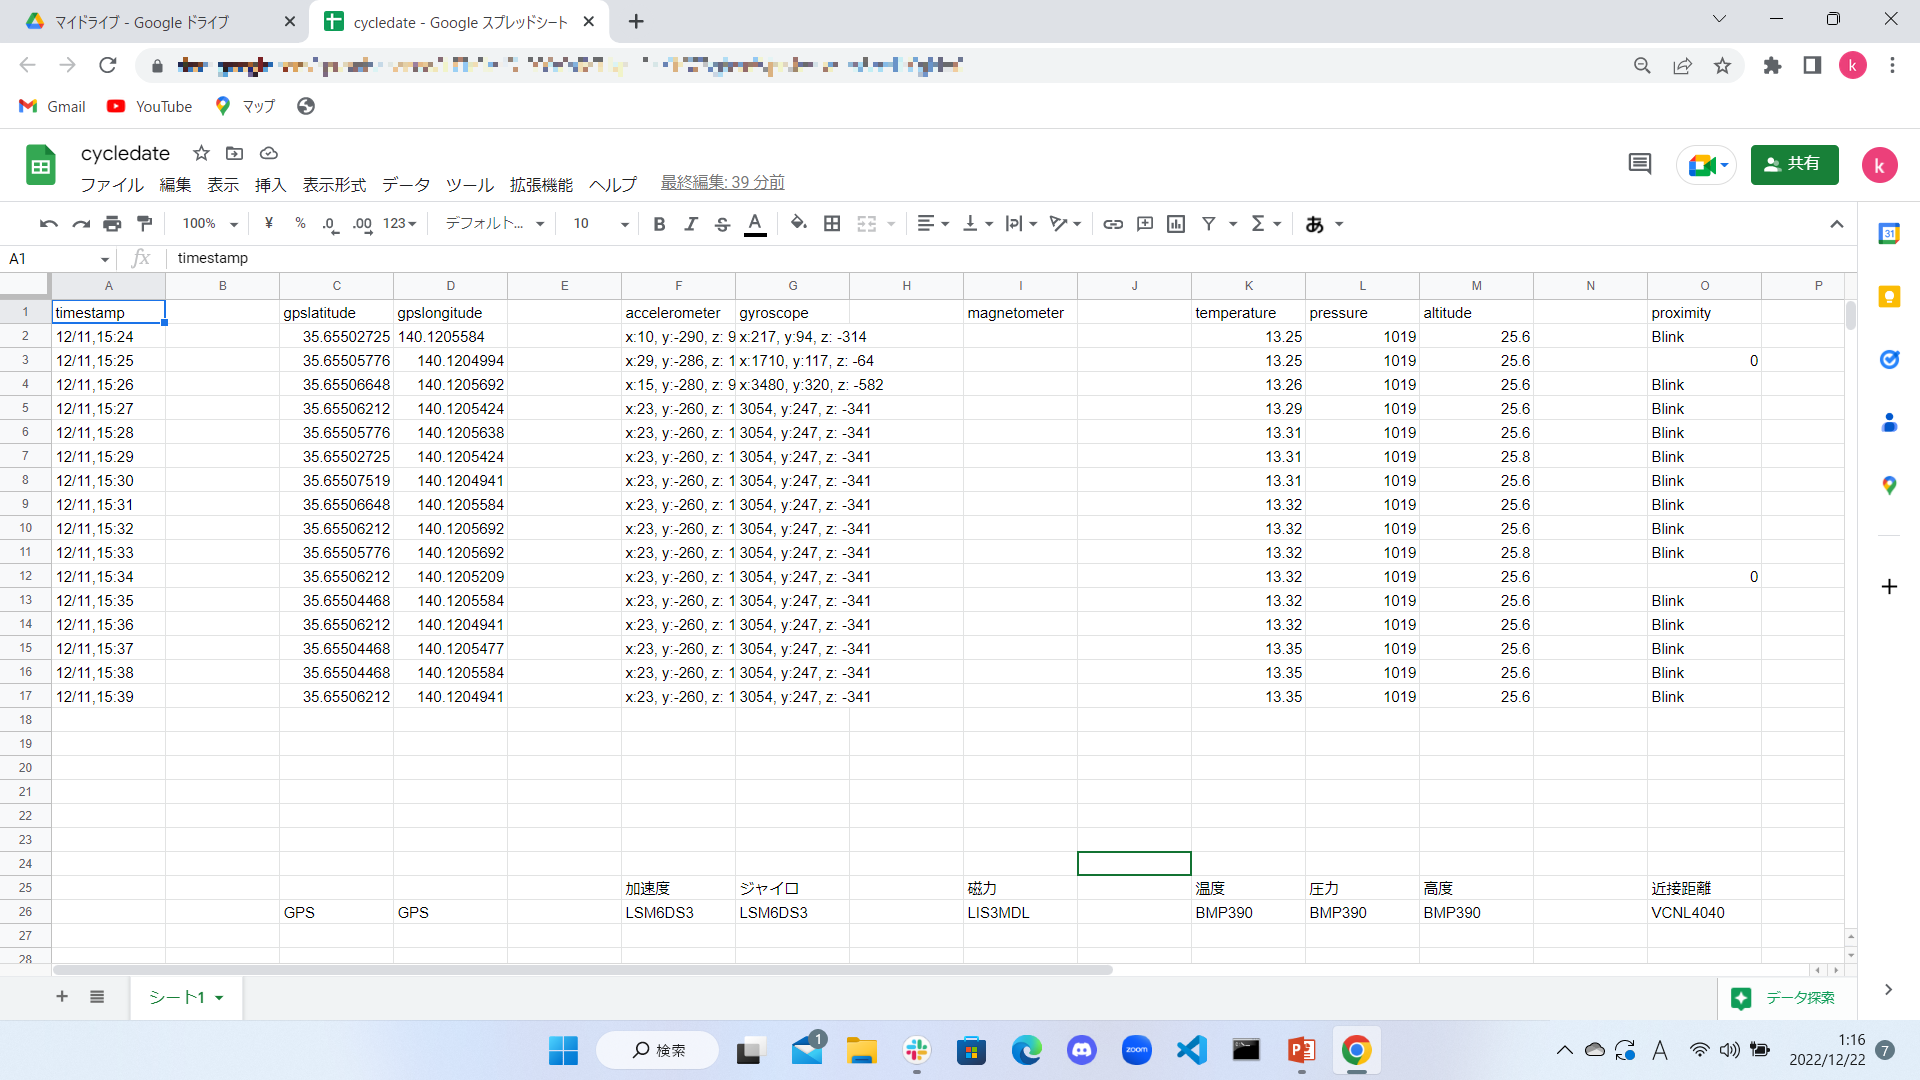 マイドライブ - Google ドライブ
cycledate - Google スプレッドシート
k
Gmail YouTube マップ
cycledate
ファイル 編集 表示 挿入 表示形式 データ ツール 拡張機能 ヘルプ 最終編集: 39 分前
共有
k
100% ¥ % .0 .00 123 デフォルト... 10 B I S A あ
A1 fx timestamp
31
A B C D E F G H I J K L M N O P
1 timestamp gpslatitude gpslongitude accelerometer gyroscope magnetometer temperature pressure altitude proximity
2 12/11,15:24 35.65502725 140.1205584 x:10, y:-290, z: 9 x:217, y:94, z: -314 13.25 1019 25.6 Blink
3 12/11,15:25 35.65505776 140.1204994 x:29, y:-286, z: 1 x:1710, y:117, z: -64 13.25 1019 25.6 0
4 12/11,15:26 35.65506648 140.1205692 x:15, y:-280, z: 9 x:3480, y:320, z: -582 13.26 1019 25.6 Blink
5 12/11,15:27 35.65506212 140.1205424 x:23, y:-260, z: 1 3054, y:247, z: -341 13.29 1019 25.6 Blink
6 12/11,15:28 35.65505776 140.1205638 x:23, y:-260, z: 1 3054, y:247, z: -341 13.31 1019 25.6 Blink
7 12/11,15:29 35.65502725 140.1205424 x:23, y:-260, z: 1 3054, y:247, z: -341 13.31 1019 25.8 Blink
8 12/11,15:30 35.65507519 140.1204941 x:23, y:-260, z: 1 3054, y:247, z: -341 13.31 1019 25.6 Blink
9 12/11,15:31 35.65506648 140.1205584 x:23, y:-260, z: 1 3054, y:247, z: -341 13.32 1019 25.6 Blink
10 12/11,15:32 35.65506212 140.1205692 x:23, y:-260, z: 1 3054, y:247, z: -341 13.32 1019 25.6 Blink
11 12/11,15:33 35.65505776 140.1205692 x:23, y:-260, z: 1 3054, y:247, z: -341 13.32 1019 25.8 Blink
12 12/11,15:34 35.65506212 140.1205209 x:23, y:-260, z: 1 3054, y:247, z: -341 13.32 1019 25.6 0
13 12/11,15:35 35.65504468 140.1205584 x:23, y:-260, z: 1 3054, y:247, z: -341 13.32 1019 25.6 Blink
14 12/11,15:36 35.65506212 140.1204941 x:23, y:-260, z: 1 3054, y:247, z: -341 13.32 1019 25.6 Blink
15 12/11,15:37 35.65504468 140.1205477 x:23, y:-260, z: 1 3054, y:247, z: -341 13.35 1019 25.6 Blink
16 12/11,15:38 35.65504468 140.1205584 x:23, y:-260, z: 1 3054, y:247, z: -341 13.35 1019 25.6 Blink
17 12/11,15:39 35.65506212 140.1204941 x:23, y:-260, z: 1 3054, y:247, z: -341 13.35 1019 25.6 Blink
18
19
20
21
22
23
24
25 加速度 ジャイロ 磁力 温度 圧力 高度 近接距離
26 GPS GPS LSM6DS3 LSM6DS3 LIS3MDL BMP390 BMP390 BMP390 VCNL4040
27
28
シート1 データ探索
検索 1 zoom A 1:16
2022/12/22 7